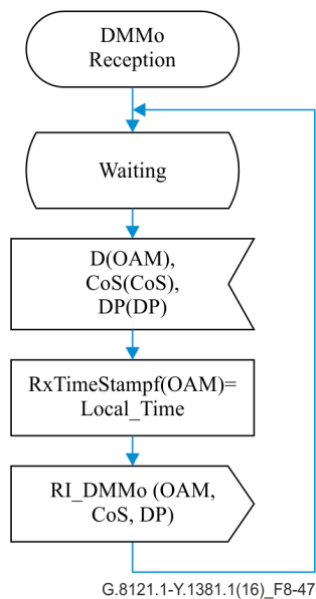 DMMo
Reception
Waiting
D(OAM),
CoS(CoS),
DP(DP)
RxTimeStampf(OAM)=
Local_Time
RI_DMMo (OAM,
CoS, DP)
G.8121.1-Y.1381.1(16)_F8-47